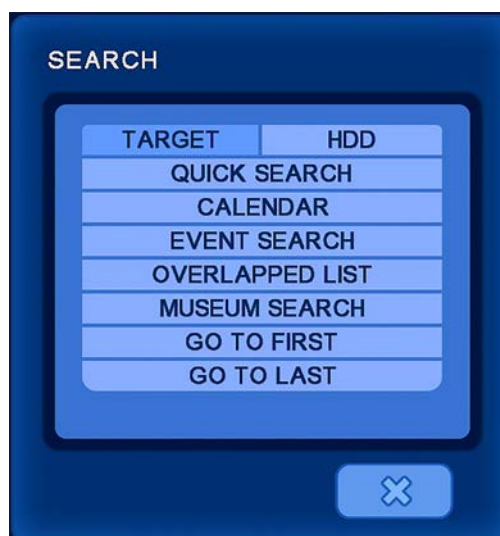 SEARCH
TARGET HDD
QUICK SEARCH
CALENDAR
EVENT SEARCH
OVERLAPPED LIST
MUSEUM SEARCH
GO TO FIRST
GO TO LAST